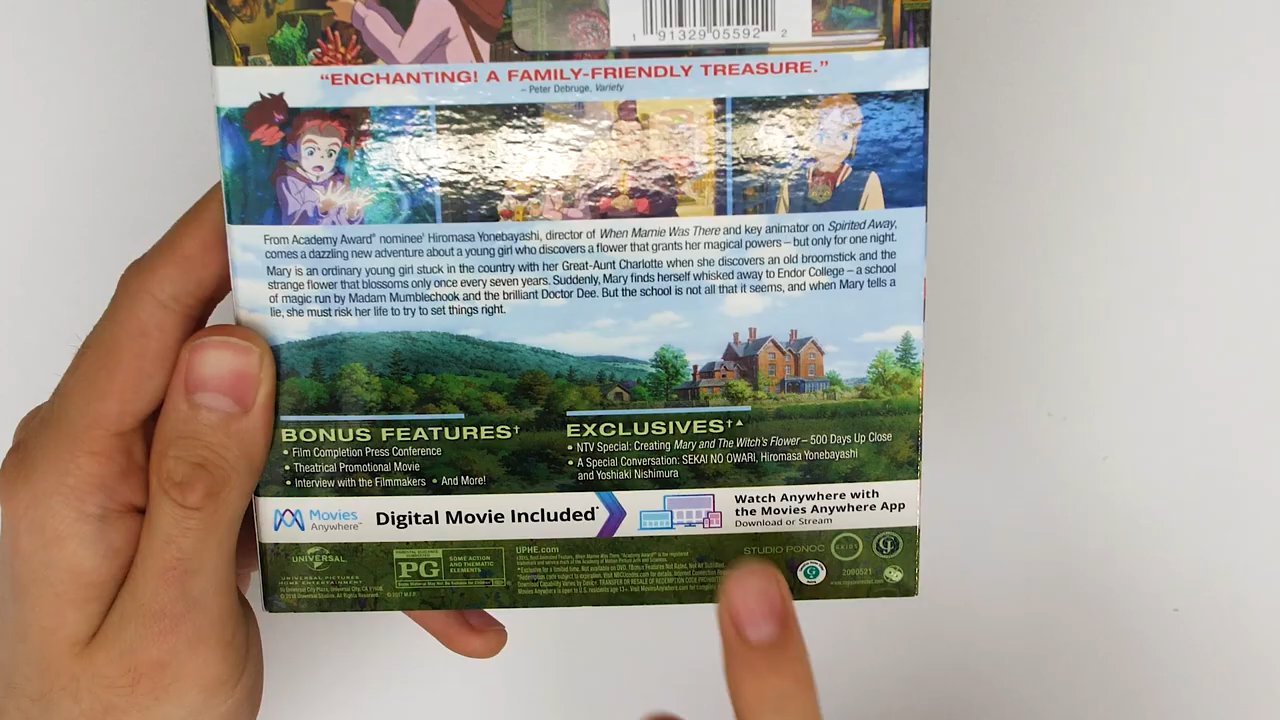 1 91329 05592 2
“ENCHANTING! A FAMILY-FRIENDLY TREASURE.”
– Peter Debruge, Variety
From Academy Award® nominee† Hiromasa Yonebayashi, director of When Marnie Was There and key animator on Spirited Away,
comes a dazzling new adventure about a young girl who discovers a flower that grants her magical powers – but only for one night.
Mary is an ordinary young girl stuck in the country with her Great-Aunt Charlotte when she discovers an old broomstick and the
strange flower that blossoms only once every seven years. Suddenly, Mary finds herself whisked away to Endor College – a school
of magic run by Madam Mumblechook and the brilliant Doctor Dee. But the school is not all that it seems, and when Mary tells a
lie, she must risk her life to try to set things right.
BONUS FEATURES†
• Film Completion Press Conference
• Theatrical Promotional Movie
• Interview with the Filmmakers • And More!
EXCLUSIVES†▲
• NTV Special: Creating Mary and The Witch's Flower – 500 Days Up Close
• A Special Conversation: SEKAI NO OWARI, Hiromasa Yonebayashi
and Yoshiaki Nishimura
Movies
Anywhere™
Digital Movie Included*
Watch Anywhere with
the Movies Anywhere App
Download or Stream
UNIVERSAL
UNIVERSAL PICTURES
HOME ENTERTAINMENT
PARENTAL GUIDANCE SUGGESTED
PG
SOME ACTION AND
THEMATIC
ELEMENTS
UPHE.com
STUDIO PONOC
2080521